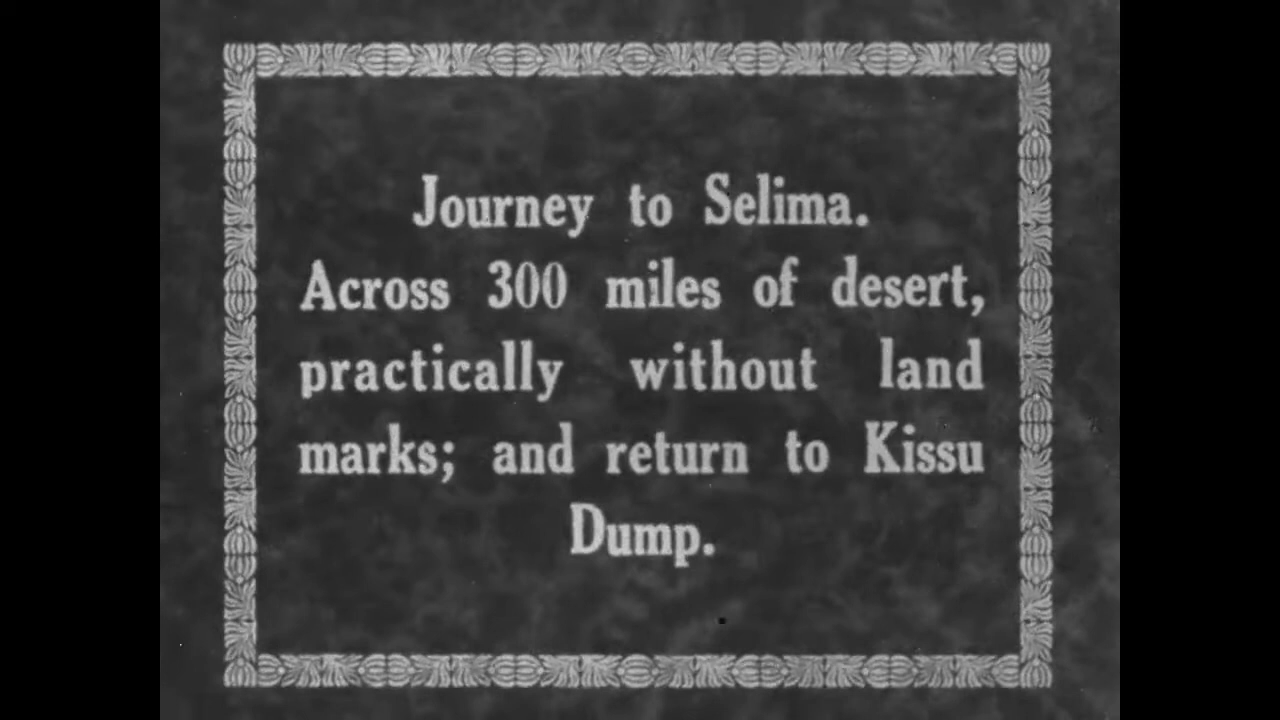 Journey to Selima.
Across 300 miles of desert,
practically without land
marks; and return to Kissu
Dump.